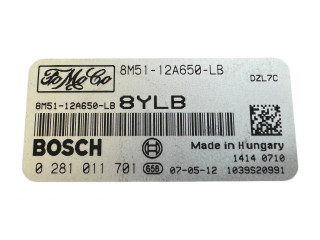 FoMoCo 8M51-12A650-LB DZL7C
8M51-12A650-LB 8YLB
BOSCH Made in Hungary
1414 0710
0 281 011 701 658 07-05-12 1039S20991